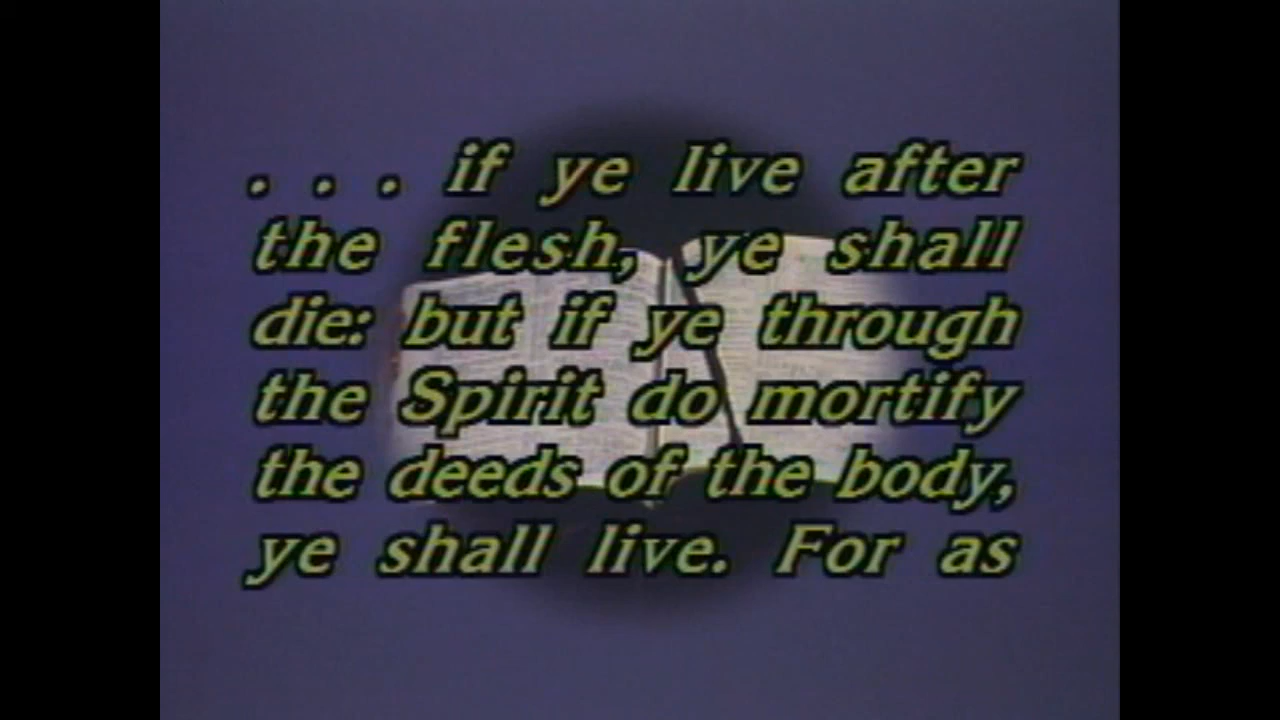 . . . if ye live after
the flesh, ye shall
die: but if ye through
the Spirit do mortify
the deeds of the body,
ye shall live. For as